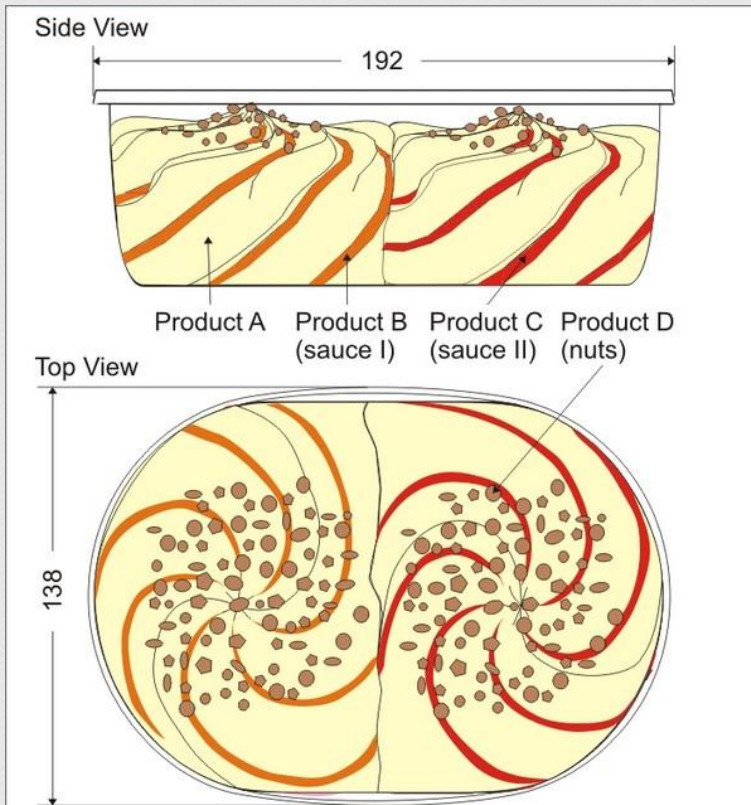 Side View
192
Product A
Product B
(sauce I)
Product C
(sauce II)
Product D
(nuts)
Top View
138